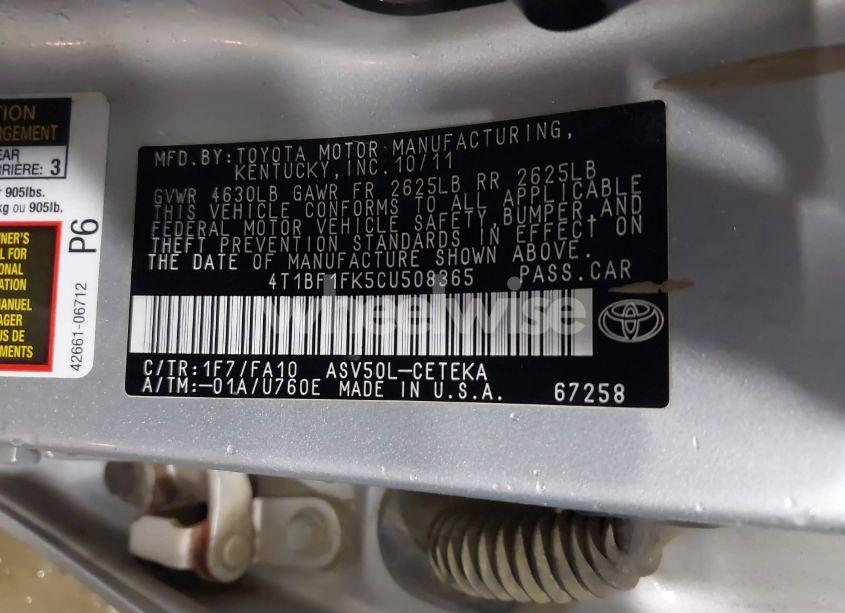 TION
GEMENT
EAR
RRIÈRE: 3
905lbs.
kg ou 905lb.
NER'S
L FOR
IONAL
ATION
MANUEL
AGER
US DE
EMENTS
P6
42661-06712
MFD.BY:TOYOTA MOTOR MANUFACTURING,
KENTUCKY,INC.10/11
GVWR 4630LB GAWR FR 2625LB RR 2625LB
THIS VEHICLE CONFORMS TO ALL APPLICABLE
FEDERAL MOTOR VEHICLE SAFETY,BUMPER,AND
THEFT PREVENTION STANDARDS IN EFFECT ON
THE DATE OF MANUFACTURE SHOWN ABOVE.
4T1BF1FK5CU508365 PASS.CAR
wheelwise
C/TR:1F7/FA10 ASV50L-CETEKA
A/TM:-01A/U760E MADE IN U.S.A. 67258